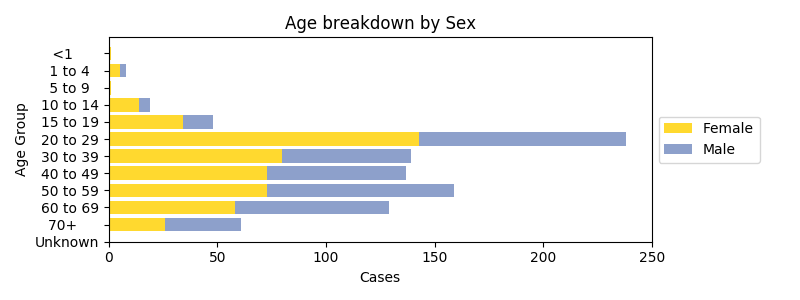 Age breakdown by Sex
Age Group
<1
1 to 4
5 to 9
10 to 14
15 to 19
20 to 29
30 to 39
40 to 49
50 to 59
60 to 69
70+
Unknown
0 50 100 150 200 250
Cases
Female
Male